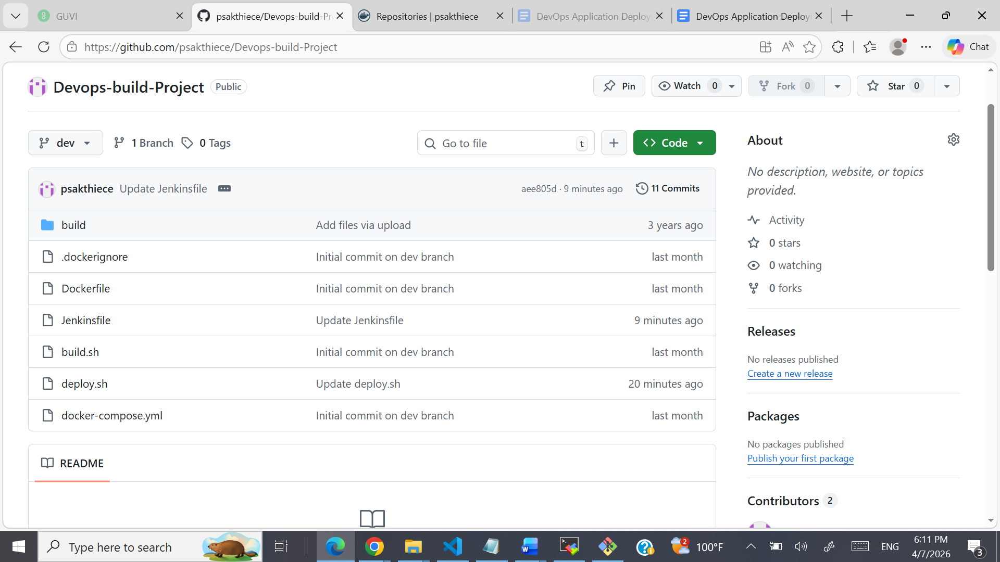 GUVI
psakthiece/Devops-build-Pr
Repositories | psakthiece
DevOps Application Deploy
DevOps Application Deploy
https://github.com/psakthiece/Devops-build-Project
Chat
Devops-build-Project
Public
Pin
Watch 0
Fork 0
Star 0
dev
1 Branch
0 Tags
Go to file
t
Code
About
No description, website, or topics
provided.
psakthiece Update Jenkinsfile
aee805d · 9 minutes ago
11 Commits
build Add files via upload 3 years ago
.dockerignore Initial commit on dev branch last month
Dockerfile Initial commit on dev branch last month
Jenkinsfile Update Jenkinsfile 9 minutes ago
build.sh Initial commit on dev branch last month
deploy.sh Update deploy.sh 20 minutes ago
docker-compose.yml Initial commit on dev branch last month
README
Activity
0 stars
0 watching
0 forks
Releases
No releases published
Create a new release
Packages
No packages published
Publish your first package
Contributors 2
Type here to search
2
100°F
ENG
6:11 PM
4/7/2026
3